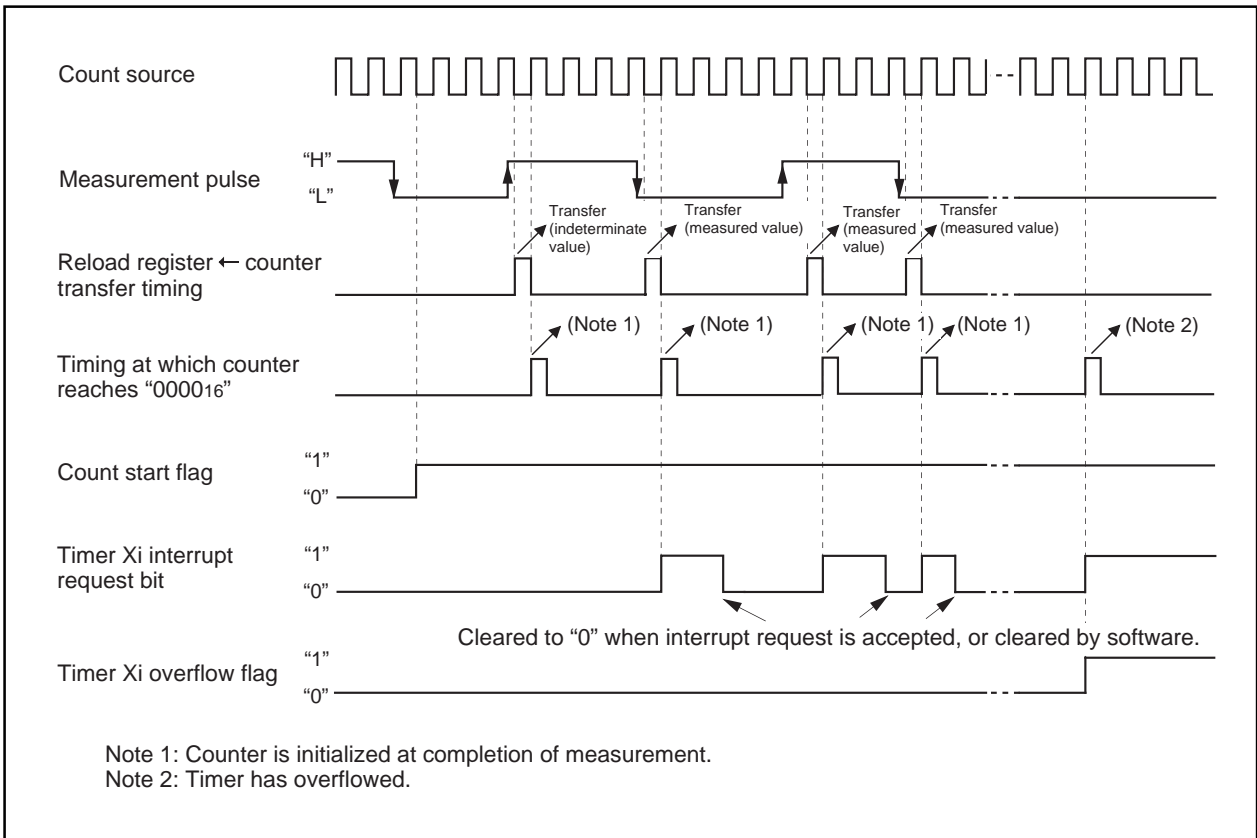 Count source
“H”
Measurement pulse
“L”
Transfer
(indeterminate
value)
Transfer
(measured value)
Transfer
(measured
value)
Transfer
(measured value)
Reload register ← counter
transfer timing
(Note 1)
(Note 1)
(Note 1)
(Note 1)
(Note 2)
Timing at which counter
reaches “000016”
Count start flag
“1”
“0”
Timer Xi interrupt
request bit
“1”
“0”
Cleared to “0” when interrupt request is accepted, or cleared by software.
Timer Xi overflow flag
“1”
“0”
Note 1: Counter is initialized at completion of measurement.
Note 2: Timer has overflowed.